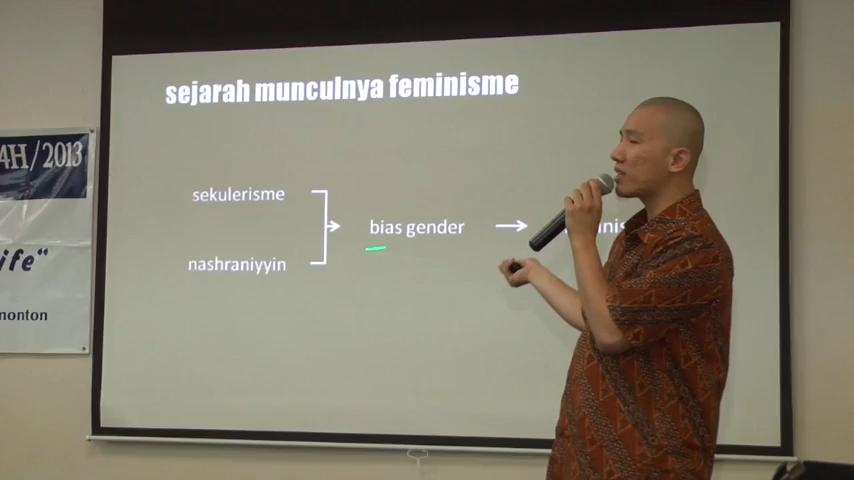 sejarah munculnya feminisme
4H/2013
sekulerisme
bias gender
nashraniyyin
ife"
monton